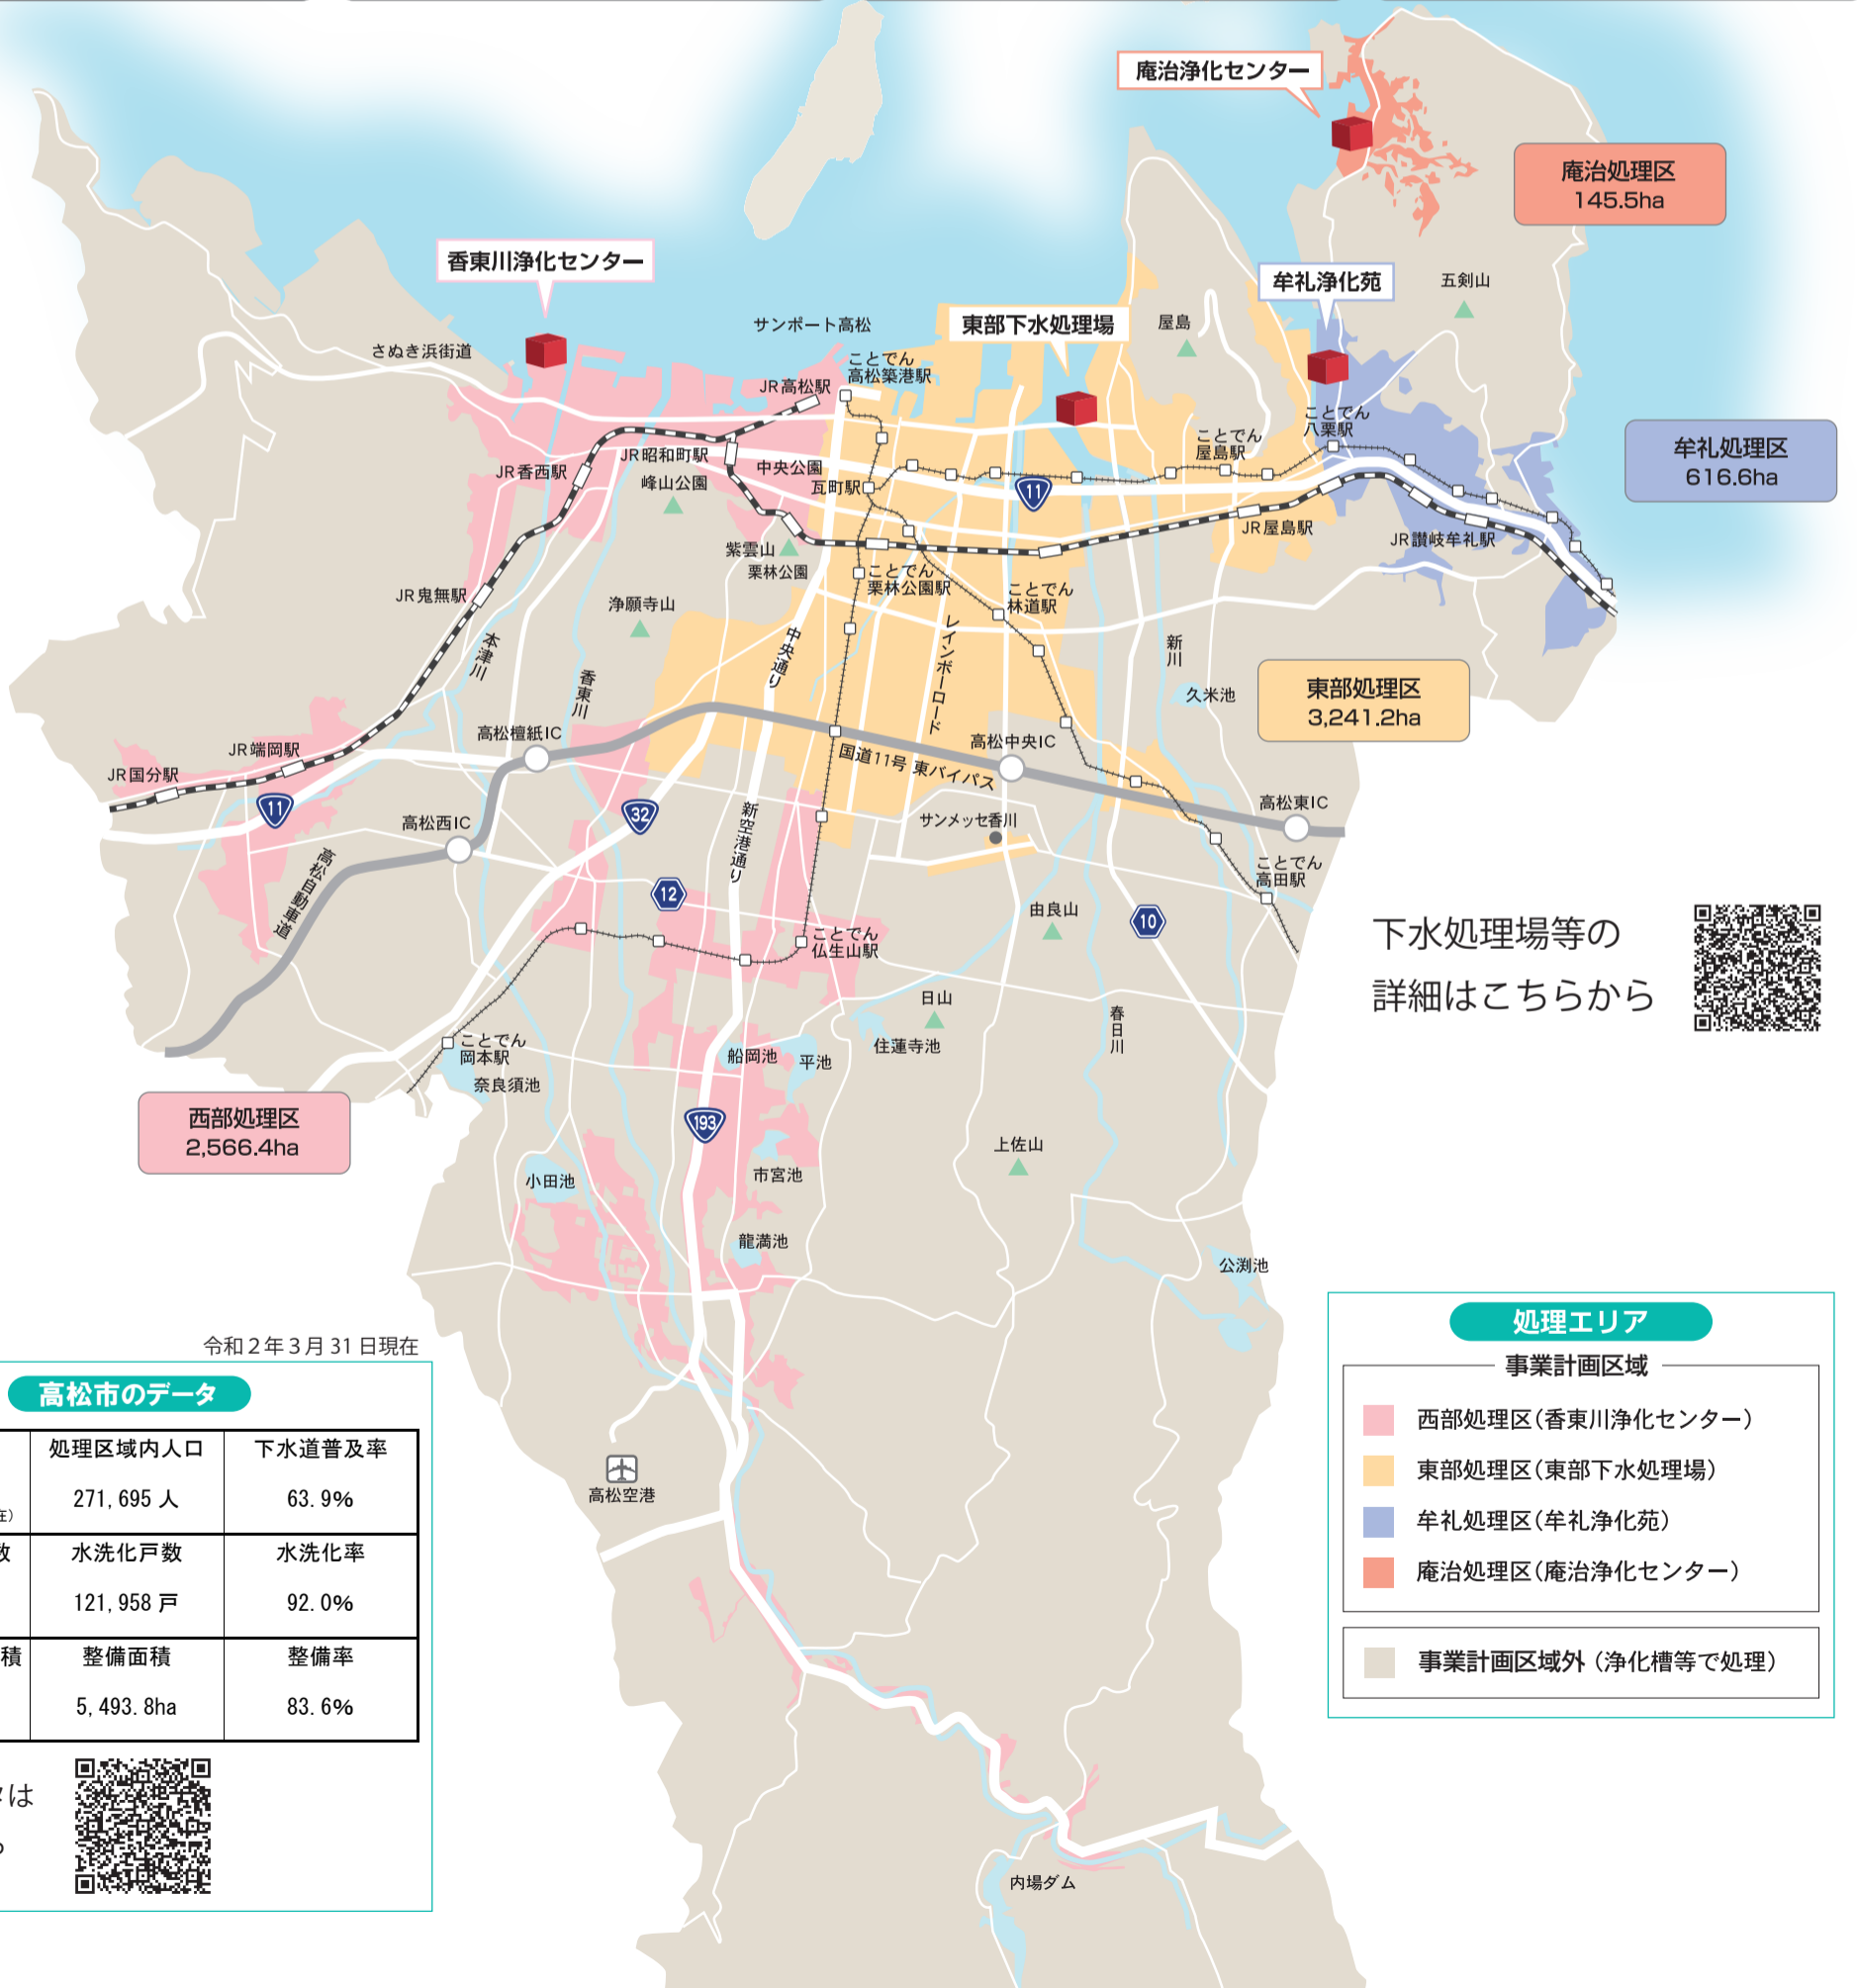 庵治浄化センター
庵治処理区
145.5ha
香東川浄化センター
牟礼浄化苑
五剣山
東部下水処理場
サンポート高松
屋島
さぬき浜街道
ことでん
高松築港駅
JR高松駅
ことでん
八栗駅
ことでん
屋島駅
牟礼処理区
616.6ha
JR昭和町駅
JR香西駅
中央公園
峰山公園
瓦町駅
11
JR屋島駅
JR讃岐牟礼駅
紫雲山
栗林公園
ことでん
栗林公園駅
JR鬼無駅
浄願寺山
ことでん
林道駅
本津川
中央通り
レインボーロード
新川
香東川
久米池
東部処理区
3,241.2ha
高松檀紙IC
高松中央IC
JR端岡駅
国道11号 東バイパス
JR国分駅
11
32
高松西IC
新空港通り
サンメッセ香川
高松東IC
高松自動車道
ことでん
高田駅
12
10
由良山
ことでん
仏生山駅
下水処理場等の
詳細はこちらから
日山
春日川
ことでん
岡本駅
船岡池
平池
住蓮寺池
奈良須池
西部処理区
2,566.4ha
193
上佐山
市宮池
小田池
龍満池
公渕池
令和2年3月31日現在
高松市のデータ
処理区域内人口
下水道普及率
271,695 人
63.9%
在)
数
水洗化戸数
水洗化率
121,958 戸
92.0%
積
整備面積
整備率
5,493.8ha
83.6%
は
高松空港
処理エリア
事業計画区域
西部処理区(香東川浄化センター)
東部処理区(東部下水処理場)
牟礼処理区(牟礼浄化苑)
庵治処理区(庵治浄化センター)
事業計画区域外 (浄化槽等で処理)
内場ダム